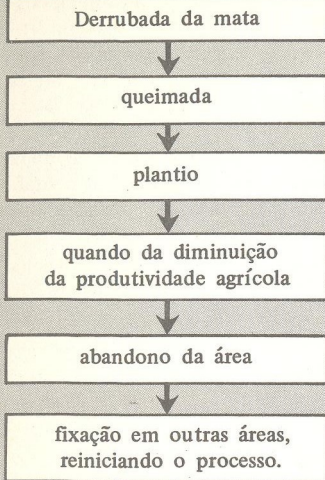 Derrubada da mata
queimada
plantio
quando da diminuição
da produtividade agrícola
abandono da área
fixação em outras áreas,
reiniciando o processo.